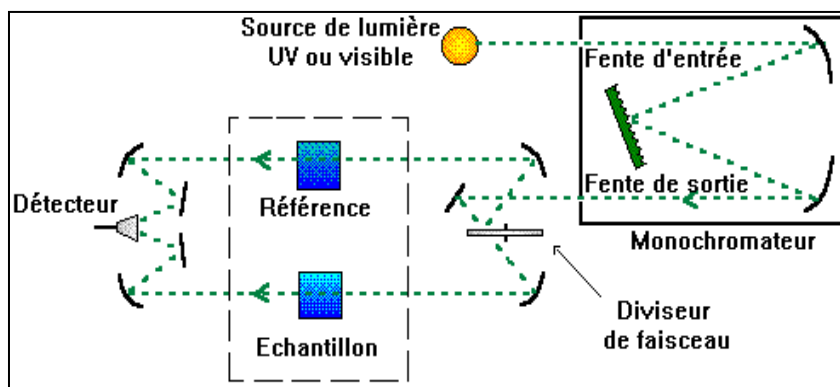 Source de lumière
UV ou visible
Fente d'entrée
Fente de sortie
Monochromateur
Détecteur
Référence
Echantillon
Diviseur
de faisceau